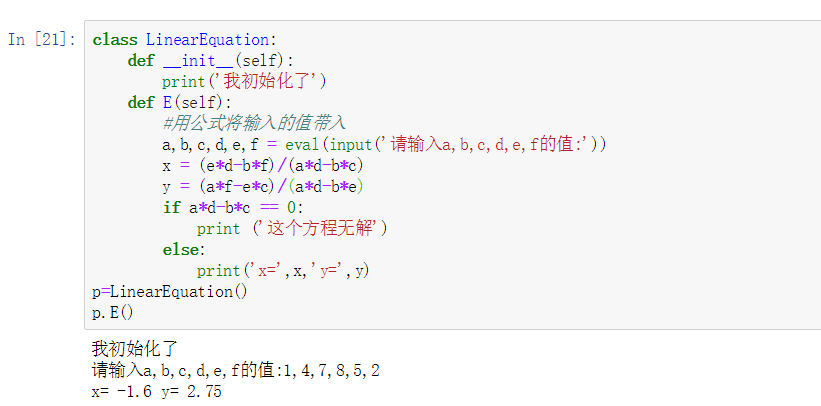 In [21]: class LinearEquation:
    def __init__(self):
        print('我初始化了')
    def E(self):
        #用公式将输入的值带入
        a,b,c,d,e,f = eval(input('请输入a,b,c,d,e,f的值:'))
        x = (e*d-b*f)/(a*d-b*c)
        y = (a*f-e*c)/(a*d-b*e)
        if a*d-b*c == 0:
            print ('这个方程无解')
        else:
            print('x=',x,'y=',y)
p=LinearEquation()
p.E()
我初始化了
请输入a,b,c,d,e,f的值:1,4,7,8,5,2
x= -1.6 y= 2.75